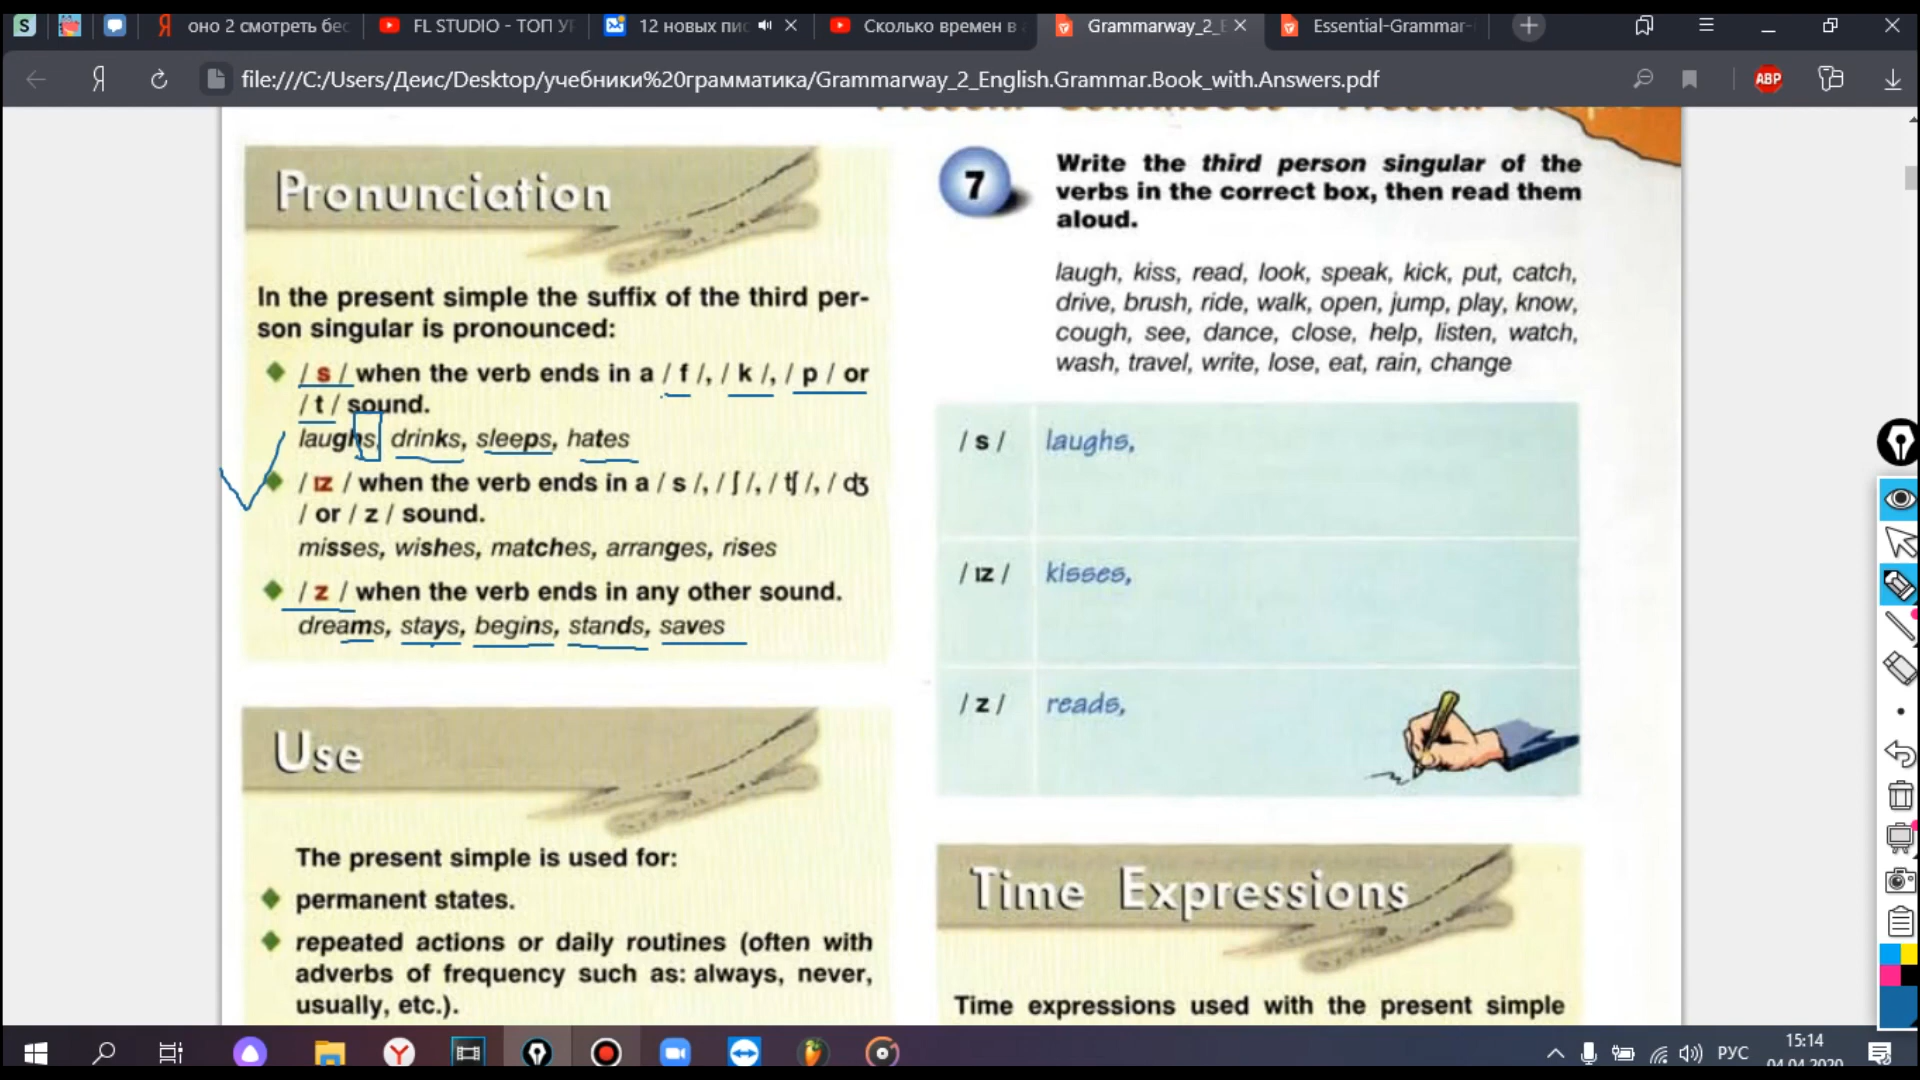 S
оно 2 смотреть бес
FL STUDIO - ТОП
12 новых пис
Сколько времен в
Grammarway_2_E
Essential-Grammar-
file:///C:/Users/Деис/Desktop/учебники%20грамматика/Grammarway_2_English.Grammar.Book_with.Answers.pdf
ABP
Pronunciation
In the present simple the suffix of the third per-
son singular is pronounced:
/ s / when the verb ends in a / f /, / k /, / p / or
/ t / sound.
laughs, drinks, sleeps, hates
/ ɪz / when the verb ends in a / s /, / ʃ /, / tʃ /, / dʒ
/ or / z / sound.
misses, wishes, matches, arranges, rises
/ z / when the verb ends in any other sound.
dreams, stays, begins, stands, saves
Use
The present simple is used for:
permanent states.
repeated actions or daily routines (often with
adverbs of frequency such as: always, never,
usually, etc.).
7
Write the third person singular of the
verbs in the correct box, then read them
aloud.
laugh, kiss, read, look, speak, kick, put, catch,
drive, brush, ride, walk, open, jump, play, know,
cough, see, dance, close, help, listen, watch,
wash, travel, write, lose, eat, rain, change
/ s / laughs,
/ ɪz / kisses,
/ z / reads,
Time Expressions
Time expressions used with the present simple
РУС
15:14
04.04.2020